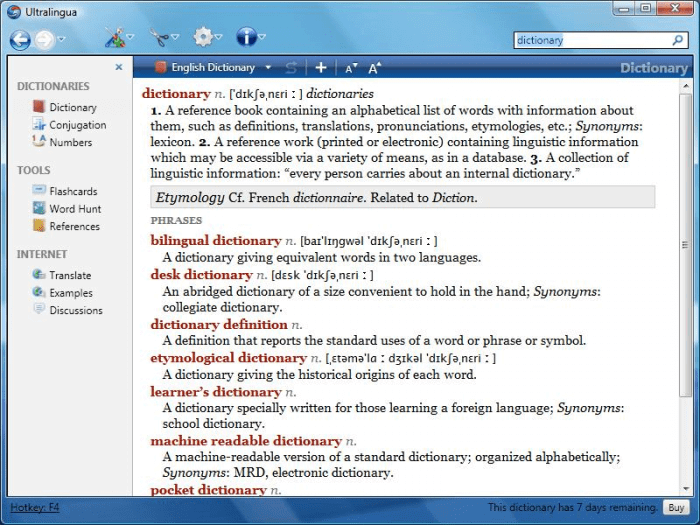 Ultralingua
dictionary
English Dictionary
Dictionary
DICTIONARIES
Dictionary
Conjugation
Numbers
TOOLS
Flashcards
Word Hunt
References
INTERNET
Translate
Examples
Discussions
dictionary n. ['dɪkʃəˌnɛri ː] dictionaries
1. A reference book containing an alphabetical list of words with information about
them, such as definitions, translations, pronunciations, etymologies, etc.; Synonyms:
lexicon. 2. A reference work (printed or electronic) containing linguistic information
which may be accessible via a variety of means, as in a database. 3. A collection of
linguistic information: “every person carries about an internal dictionary.”
Etymology Cf. French dictionnaire. Related to Diction.
PHRASES
bilingual dictionary n. [baɪ'lɪŋgwəl 'dɪkʃəˌnɛri ː]
A dictionary giving equivalent words in two languages.
desk dictionary n. [dɛsk 'dɪkʃəˌnɛri ː]
An abridged dictionary of a size convenient to hold in the hand; Synonyms:
collegiate dictionary.
dictionary definition n.
A definition that reports the standard uses of a word or phrase or symbol.
etymological dictionary n. [ˌɛtəmə'lɑ ː dʒɪkəl 'dɪkʃəˌnɛri ː]
A dictionary giving the historical origins of each word.
learner’s dictionary n.
A dictionary specially written for those learning a foreign language; Synonyms:
school dictionary.
machine readable dictionary n.
A machine-readable version of a standard dictionary; organized alphabetically;
Synonyms: MRD, electronic dictionary.
pocket dictionary n.
Hotkey: F4
This dictionary has 7 days remaining.
Buy